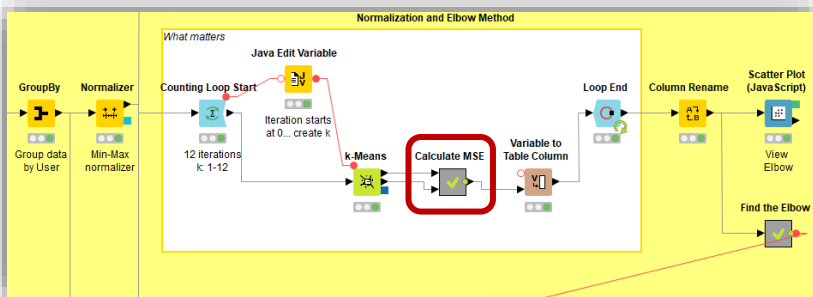 Normalization and Elbow Method
What matters
Java Edit Variable
Iteration starts
at 0... create k
GroupBy
Group data
by User
Normalizer
Min-Max
normalizer
Counting Loop Start
12 iterations
k: 1-12
k-Means
Calculate MSE
Variable to
Table Column
Loop End
Column Rename
Scatter Plot
(JavaScript)
View
Elbow
Find the Elbow